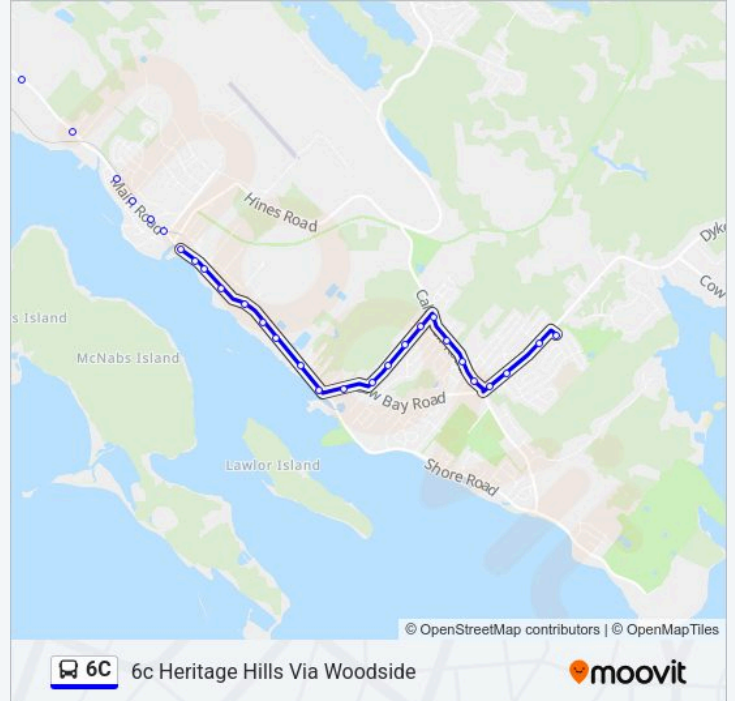 Main Road
Hines Road
Dyke
Cow
s Island
McNabs Island
Cal
w Bay Road
Lawlor Island
Shore Road
© OpenStreetMap contributors | © OpenMapTiles
6C 6c Heritage Hills Via Woodside moovit